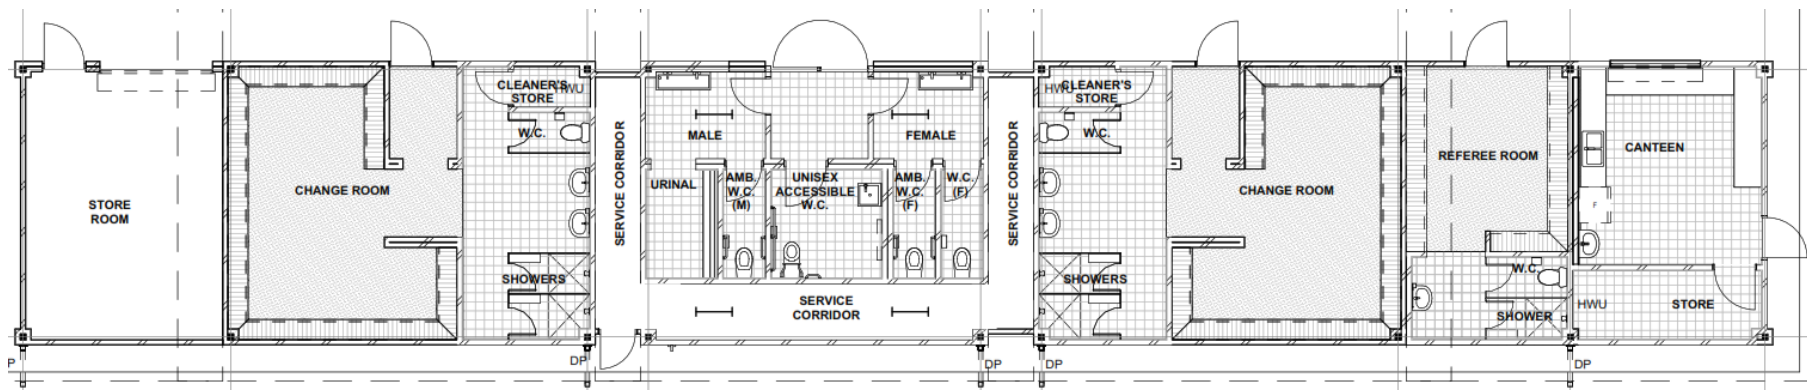 STORE
ROOM
CHANGE ROOM
CLEANER'S
STORE
HWU
W.C.
SHOWERS
SERVICE CORRIDOR
MALE
URINAL
AMB.
W.C.
(M)
UNISEX
ACCESSIBLE
W.C.
FEMALE
AMB.
W.C.
(F)
W.C.
(F)
SERVICE
CORRIDOR
SERVICE CORRIDOR
HWU
CLEANER'S
STORE
W.C.
SHOWERS
CHANGE ROOM
REFEREE ROOM
W.C.
SHOWER
CANTEEN
F
HWU
STORE
P
DP
DP
DP
DP